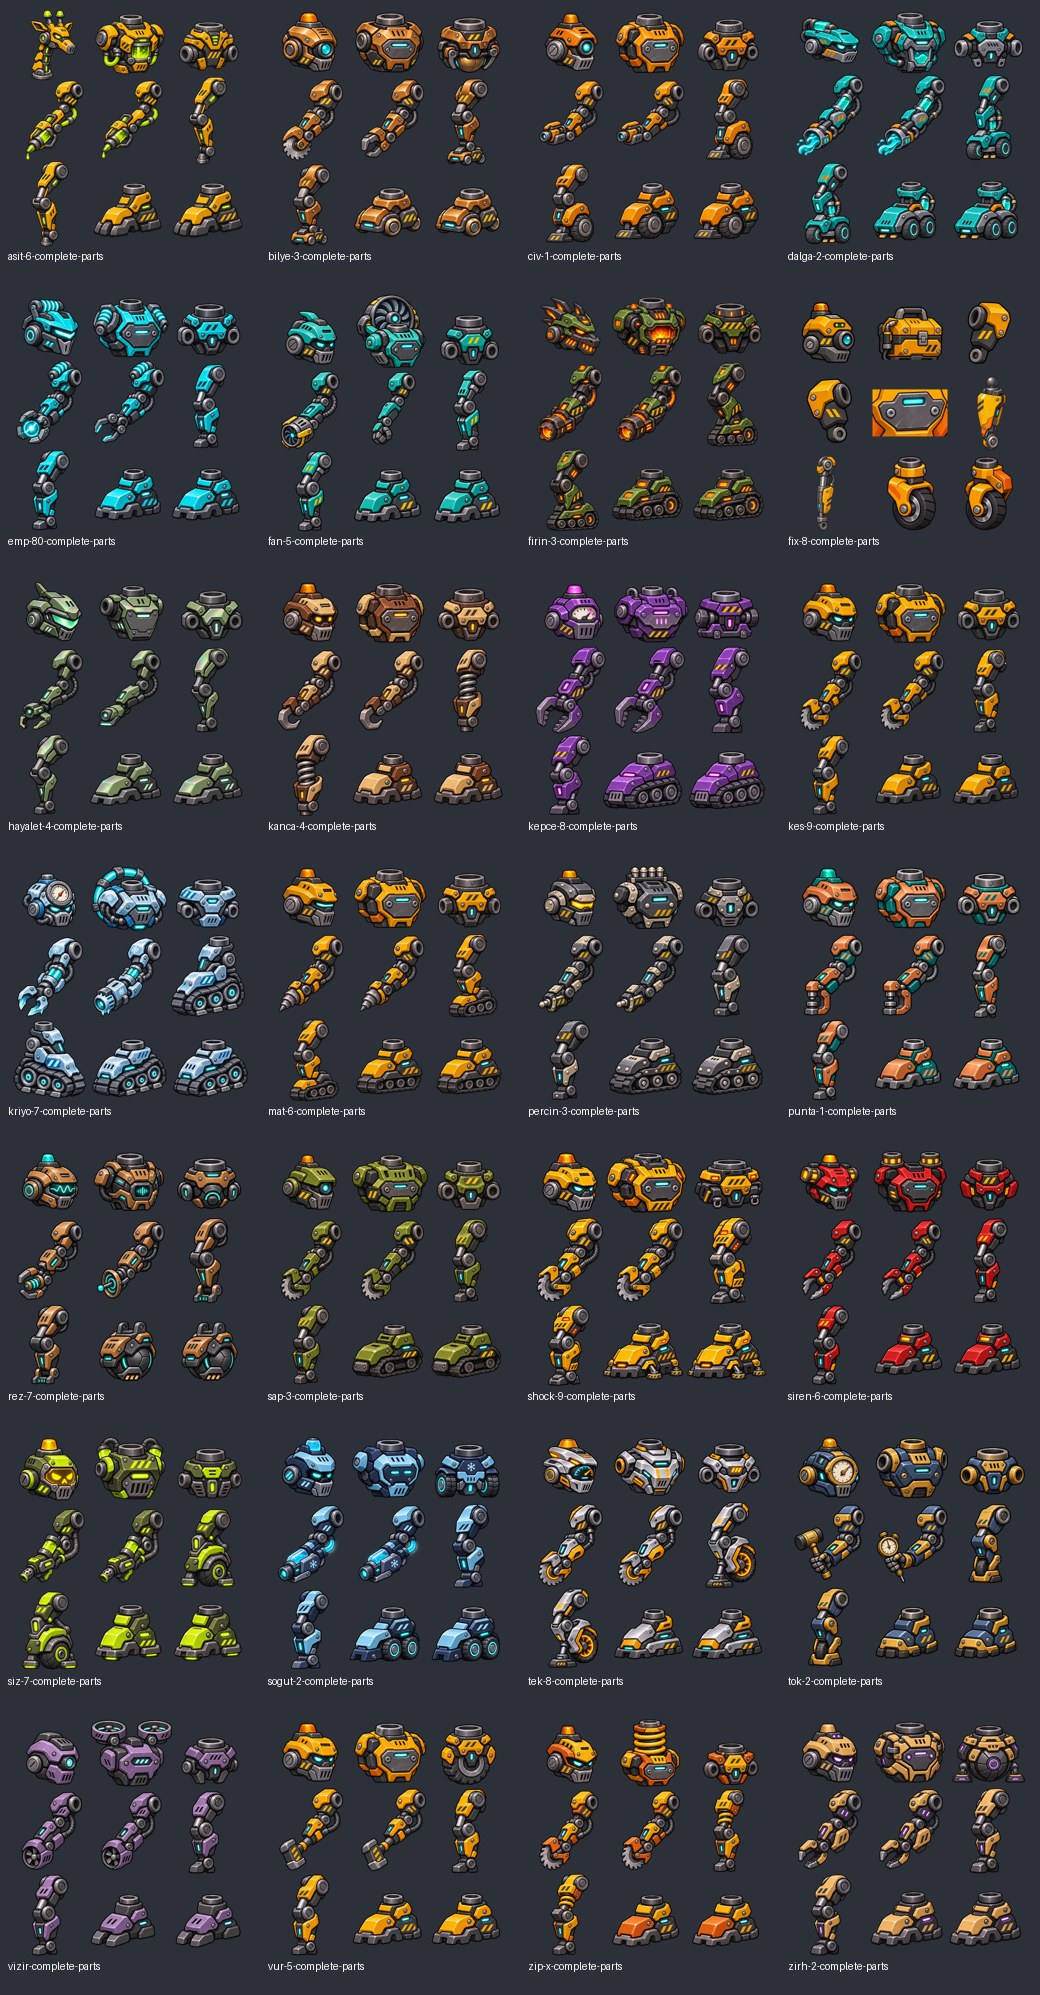 asit-6-complete-parts
bilye-3-complete-parts
civ-1-complete-parts
dalga-2-complete-parts
emp-80-complete-parts
fan-5-complete-parts
firin-3-complete-parts
fix-8-complete-parts
hayalet-4-complete-parts
kanca-4-complete-parts
kepce-8-complete-parts
kes-9-complete-parts
kriyo-7-complete-parts
mat-6-complete-parts
percin-3-complete-parts
punta-1-complete-parts
rez-7-complete-parts
sap-3-complete-parts
shock-9-complete-parts
siren-6-complete-parts
siz-7-complete-parts
sogut-2-complete-parts
tek-8-complete-parts
tok-2-complete-parts
vizir-complete-parts
vur-5-complete-parts
zip-x-complete-parts
zirh-2-complete-parts